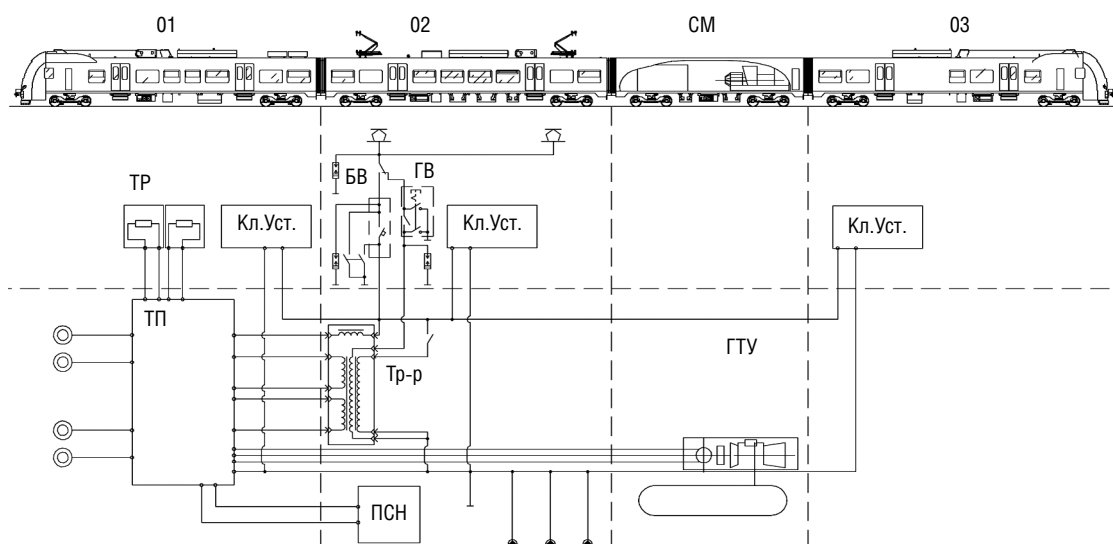 01 02 СМ 03
БВ ГВ
ТР
Кл.Уст. Кл.Уст. Кл.Уст.
ТП
ГТУ
Тр-р
ПСН